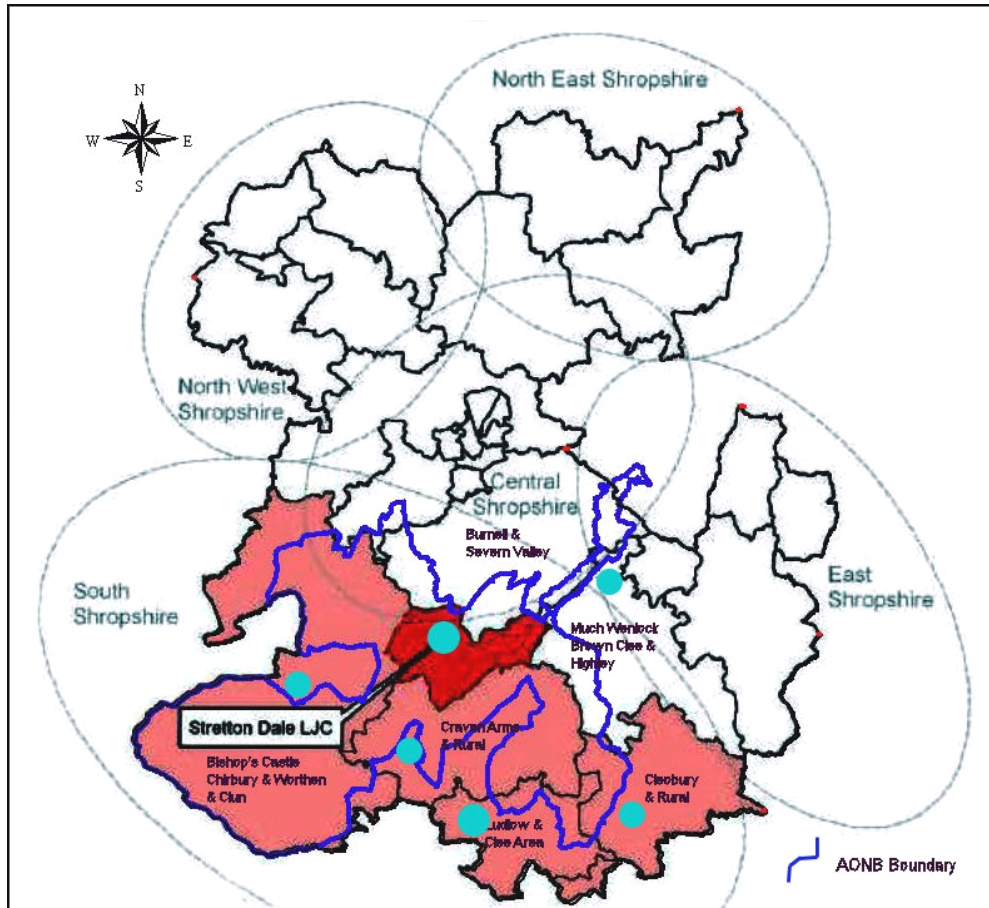 North East Shropshire
N
W
E
S
North West
Shropshire
Central
Shropshire
Burnell &
Severn Valley
South
Shropshire
East
Shropshire
Much Wenlock
Brown Clee &
Highley
Stretton Dale LJC
Craven Arms
& Rural
Bishop's Castle
Chirbury & Worthen
& Clun
Cleobury
& Rural
Ludlow &
Clee Area
AONB Boundary